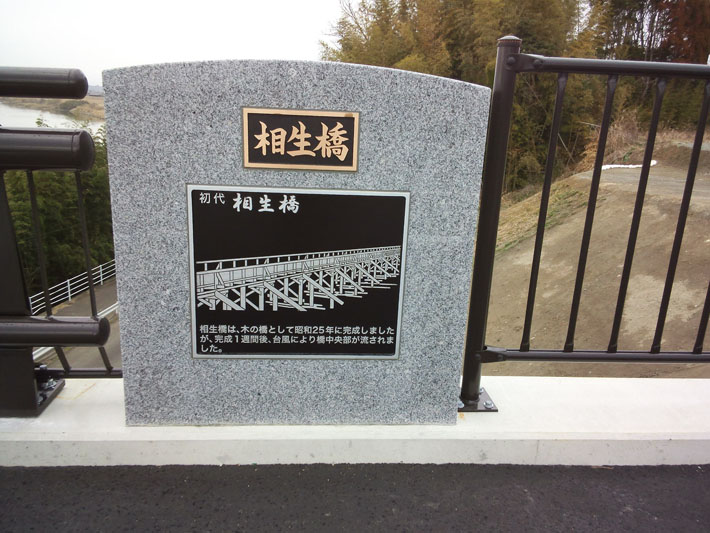 相生橋
初代 相生橋
相生橋は、木の橋として昭和25年に完成しました
が、完成1週間後、台風により橋中央部が流されま
した。